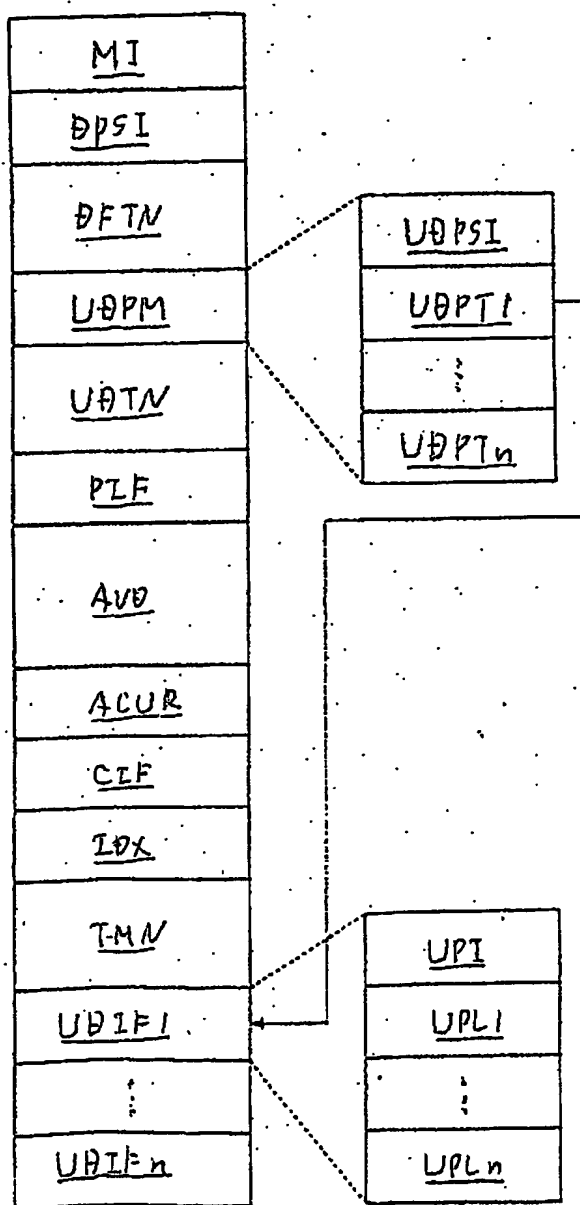 MI
DPSI
DFTN
UDPM
UDTN
PIF
AVD
ACUR
CIF
IDX
TMN
UDIF1
UDIFn
UDPSI
UDPT1
UDPTn
UPI
UPL1
UPLn